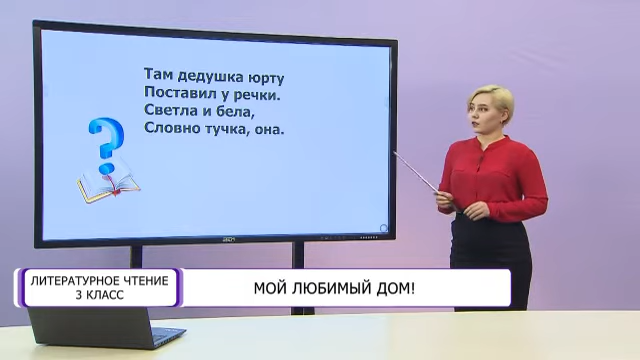 Там дедушка юрту
Поставил у речки.
Светла и бела,
Словно тучка, она.
ЛИТЕРАТУРНОЕ ЧТЕНИЕ
3 КЛАСС
МОЙ ЛЮБИМЫЙ ДОМ!